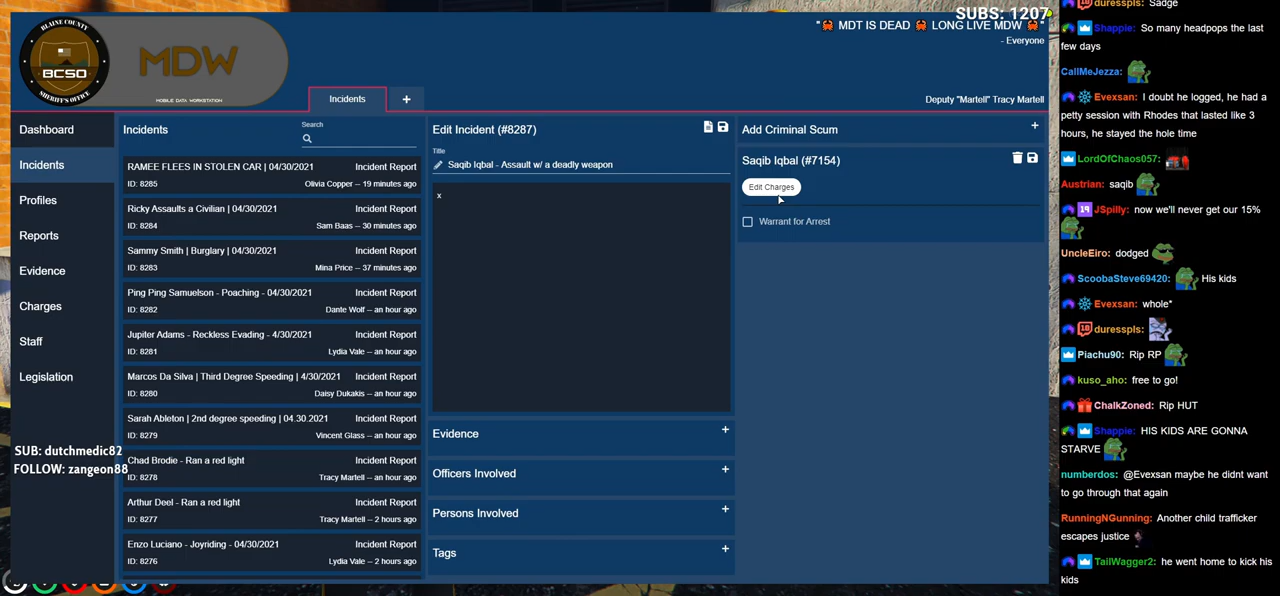 SUBS: 1207
" 🦀 MDT IS DEAD 🦀 LONG LIVE MDW 🦀 "
- Everyone
BLAINE COUNTY
BCSO
SHERIFF'S OFFICE
MDW
MOBILE DATA WORKSTATION
Incidents
+
Deputy "Martell" Tracy Martell
Dashboard
Incidents
Profiles
Reports
Evidence
Charges
Staff
Legislation
SUB: dutchmedic82
FOLLOW: zangeon88
Incidents
Search
RAMEE FLEES IN STOLEN CAR | 04/30/2021 Incident Report
ID: 8285 Olivia Copper -- 19 minutes ago
Ricky Assaults a Civilian | 04/30/2021 Incident Report
ID: 8284 Sam Baas -- 30 minutes ago
Sammy Smith | Burglary | 04/30/2021 Incident Report
ID: 8283 Mina Price -- 37 minutes ago
Ping Ping Samuelson - Poaching - 04/30/2021 Incident Report
ID: 8282 Dante Wolf -- an hour ago
Jupiter Adams - Reckless Evading - 4/30/2021 Incident Report
ID: 8281 Lydia Vale -- an hour ago
Marcos Da Silva | Third Degree Speeding | 4/30/2021 Incident Report
ID: 8280 Daisy Dukakis -- an hour ago
Sarah Ableton | 2nd degree speeding | 04.30.2021 Incident Report
ID: 8279 Vincent Glass -- an hour ago
Chad Brodie - Ran a red light Incident Report
ID: 8278 Tracy Martell -- an hour ago
Arthur Deel - Ran a red light Incident Report
ID: 8277 Tracy Martell -- 2 hours ago
Enzo Luciano - Joyriding - 04/30/2021 Incident Report
ID: 8276 Lydia Vale -- 2 hours ago
Edit Incident (#8287)
Title
Saqib Iqbal - Assault w/ a deadly weapon
x
Evidence +
Officers Involved +
Persons Involved +
Tags +
Add Criminal Scum +
Saqib Iqbal (#7154)
Edit Charges
Warrant for Arrest
duresspls: Sadge
Shappie: So many headpops the last
few days
CallMeJezza:
Evexsan: I doubt he logged, he had a
petty session with Rhodes that lasted like 3
hours, he stayed the hole time
LordOfChaos057:
Austrian: saqib
JSpilly: now we'll never get our 15%
UncleEiro: dodged
ScoobaSteve69420: His kids
Evexsan: whole*
duresspls:
Piachu90: Rip RP
kuso_aho: free to go!
ChalkZoned: Rip HUT
Shappie: HIS KIDS ARE GONNA
STARVE
numberdos: @Evexsan maybe he didnt want
to go through that again
RunningNGunning: Another child trafficker
escapes justice
TailWagger2: he went home to kick his
kids